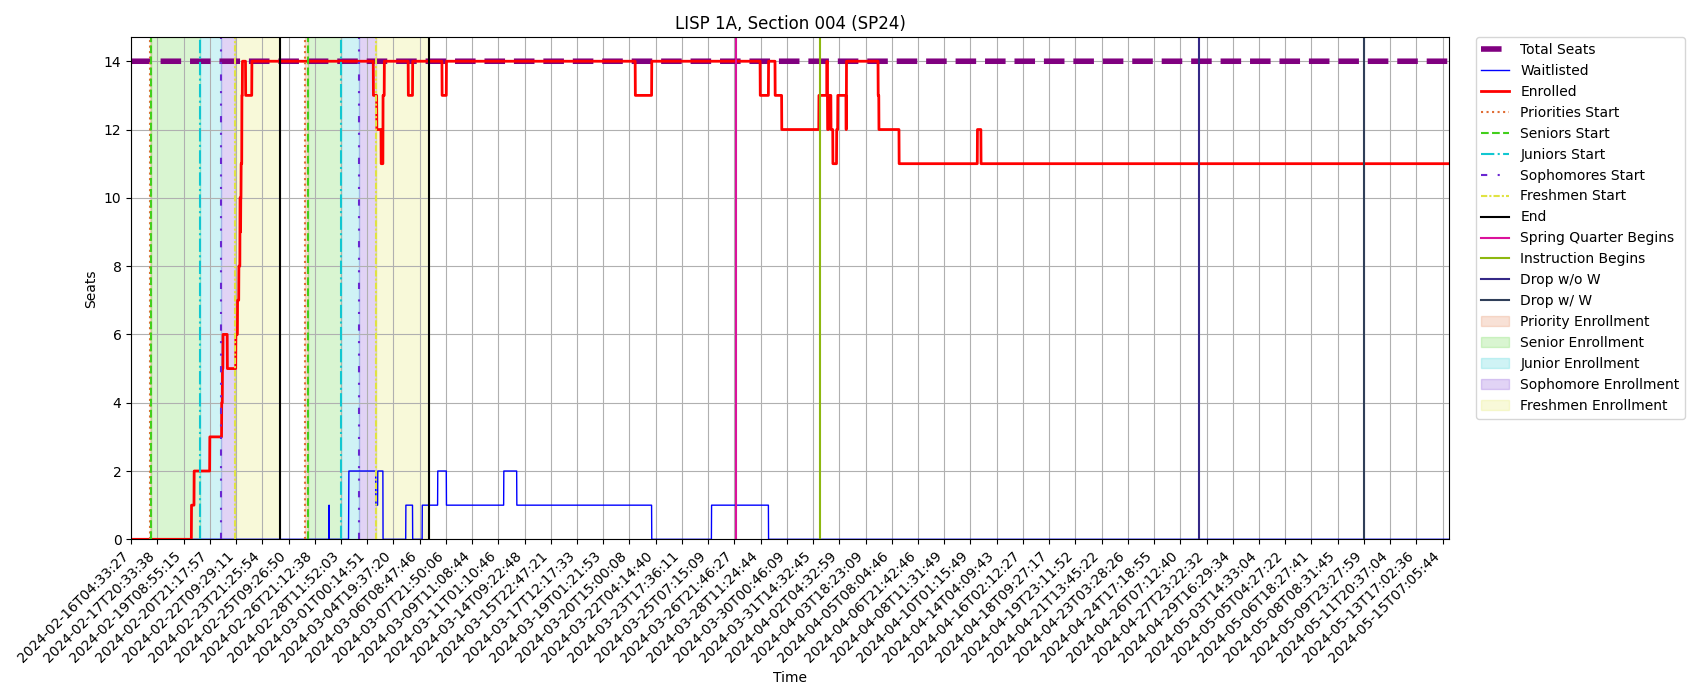 LISP 1A, Section 004 (SP24)
Seats
14
12
10
8
6
4
2
0
2024-02-16T04:33:27
2024-02-17T20:33:38
2024-02-19T08:55:15
2024-02-20T21:17:57
2024-02-22T09:29:11
2024-02-23T21:25:54
2024-02-25T09:26:50
2024-02-26T21:12:38
2024-02-28T11:52:03
2024-03-01T00:14:51
2024-03-04T19:37:20
2024-03-06T08:47:46
2024-03-07T21:50:06
2024-03-09T11:08:44
2024-03-11T01:10:46
2024-03-14T09:22:48
2024-03-15T22:47:21
2024-03-17T12:17:33
2024-03-19T01:21:53
2024-03-20T15:00:08
2024-03-22T04:14:40
2024-03-23T17:36:11
2024-03-25T07:15:09
2024-03-26T21:46:27
2024-03-28T11:24:44
2024-03-30T00:46:09
2024-03-31T14:32:45
2024-04-02T04:32:59
2024-04-03T18:23:09
2024-04-05T08:04:46
2024-04-06T21:42:46
2024-04-08T11:31:49
2024-04-10T01:15:49
2024-04-14T04:09:43
2024-04-16T02:12:27
2024-04-18T09:27:17
2024-04-19T23:11:52
2024-04-21T13:45:22
2024-04-23T03:28:26
2024-04-24T17:18:55
2024-04-26T07:12:40
2024-04-27T23:22:32
2024-04-29T16:29:34
2024-05-03T14:33:04
2024-05-05T04:27:22
2024-05-06T18:27:41
2024-05-08T08:31:45
2024-05-09T23:27:59
2024-05-11T20:37:04
2024-05-13T17:02:36
2024-05-15T07:05:44
Time
Total Seats
Waitlisted
Enrolled
Priorities Start
Seniors Start
Juniors Start
Sophomores Start
Freshmen Start
End
Spring Quarter Begins
Instruction Begins
Drop w/o W
Drop w/ W
Priority Enrollment
Senior Enrollment
Junior Enrollment
Sophomore Enrollment
Freshmen Enrollment